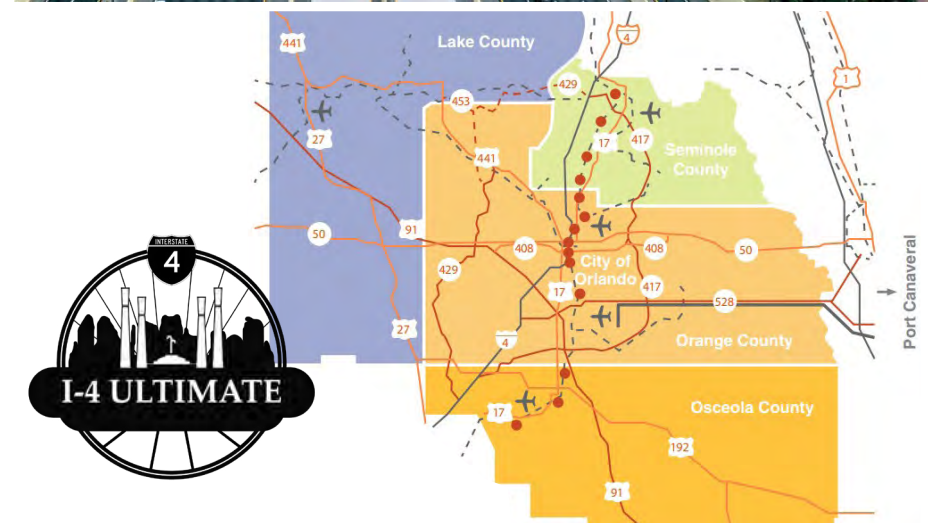 441
Lake County
4
1
429
453
27
17
417
441
Seminole
County
50
91
408
408
50
City of
Orlando
429
417
17
528
Port Canaveral
27
4
Orange County
INTERSTATE
4
I-4 ULTIMATE
17
Osceola County
192
91